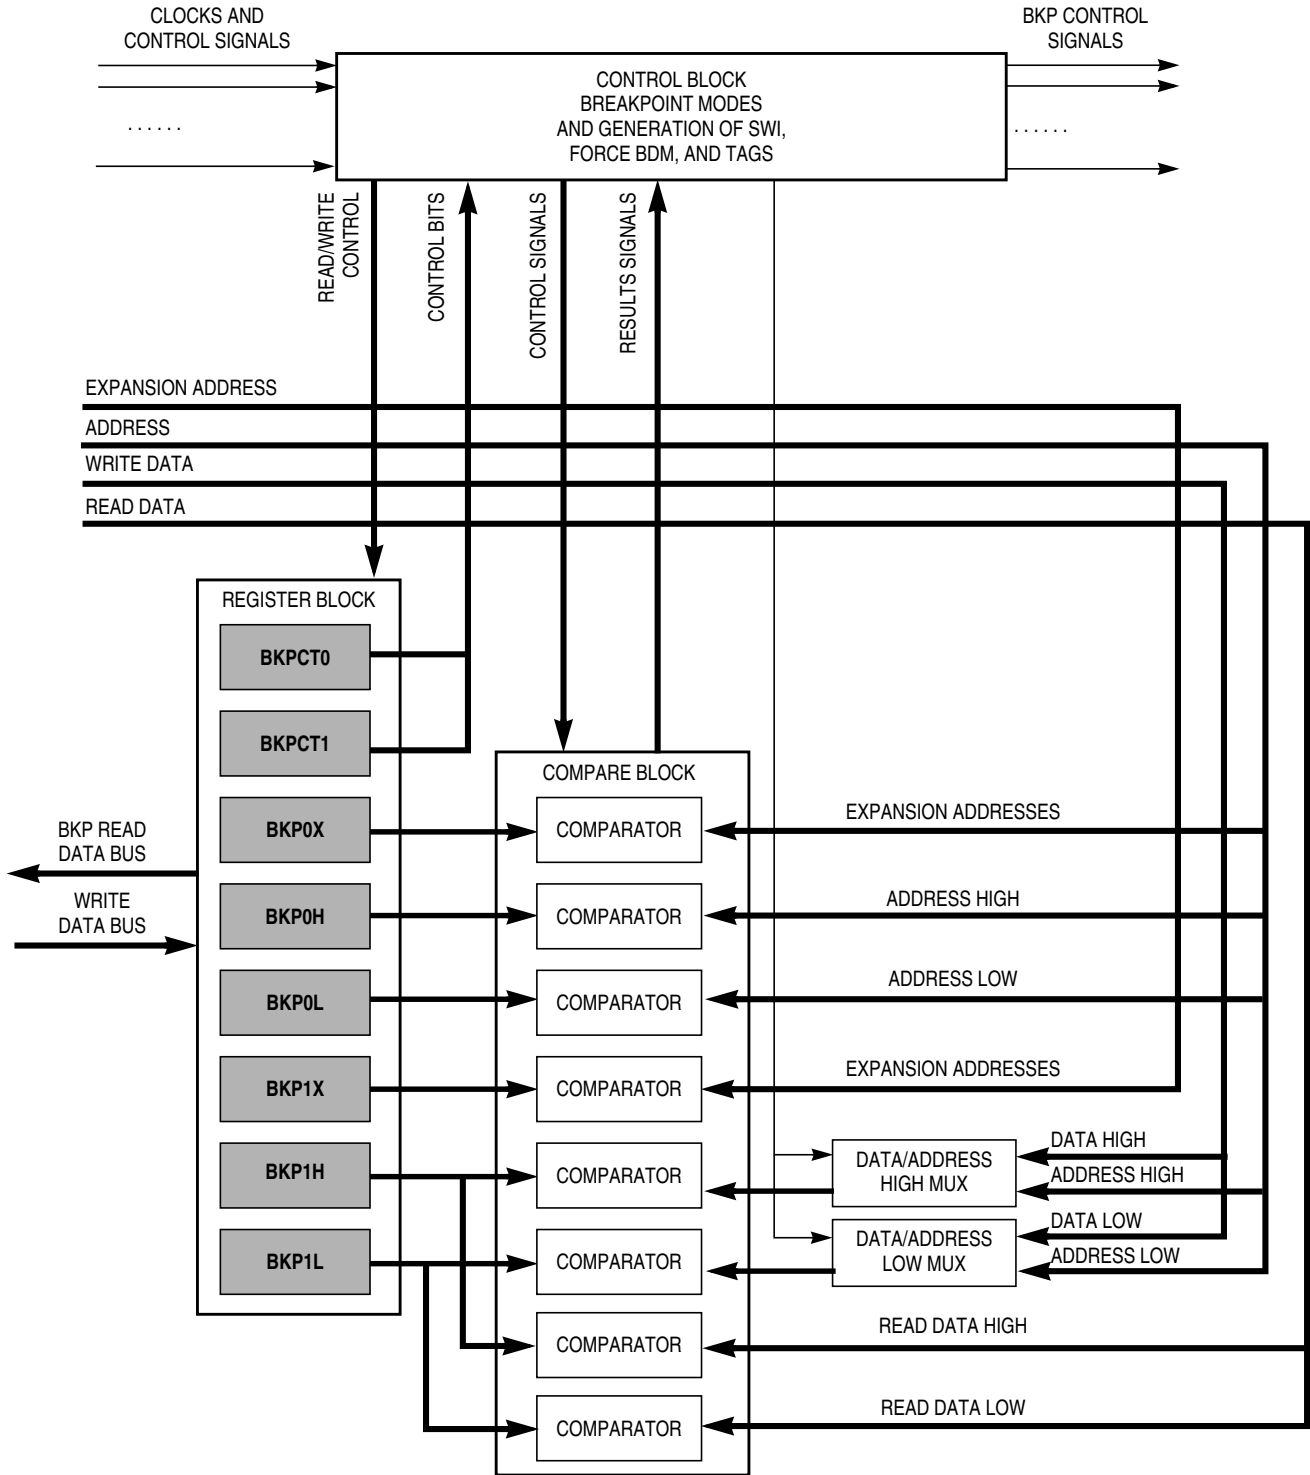 CLOCKS AND
CONTROL SIGNALS
BKP CONTROL
SIGNALS
CONTROL BLOCK
BREAKPOINT MODES
AND GENERATION OF SWI,
FORCE BDM, AND TAGS
. . . . . .
. . . . . .
READ/WRITE
CONTROL
CONTROL BITS
CONTROL SIGNALS
RESULTS SIGNALS
EXPANSION ADDRESS
ADDRESS
WRITE DATA
READ DATA
REGISTER BLOCK
BKPCT0
BKPCT1
COMPARE BLOCK
BKP READ
DATA BUS
WRITE
DATA BUS
BKP0X
COMPARATOR
EXPANSION ADDRESSES
BKP0H
COMPARATOR
ADDRESS HIGH
BKP0L
COMPARATOR
ADDRESS LOW
BKP1X
COMPARATOR
EXPANSION ADDRESSES
BKP1H
COMPARATOR
DATA/ADDRESS
HIGH MUX
DATA HIGH
ADDRESS HIGH
BKP1L
COMPARATOR
DATA/ADDRESS
LOW MUX
DATA LOW
ADDRESS LOW
COMPARATOR
READ DATA HIGH
COMPARATOR
READ DATA LOW